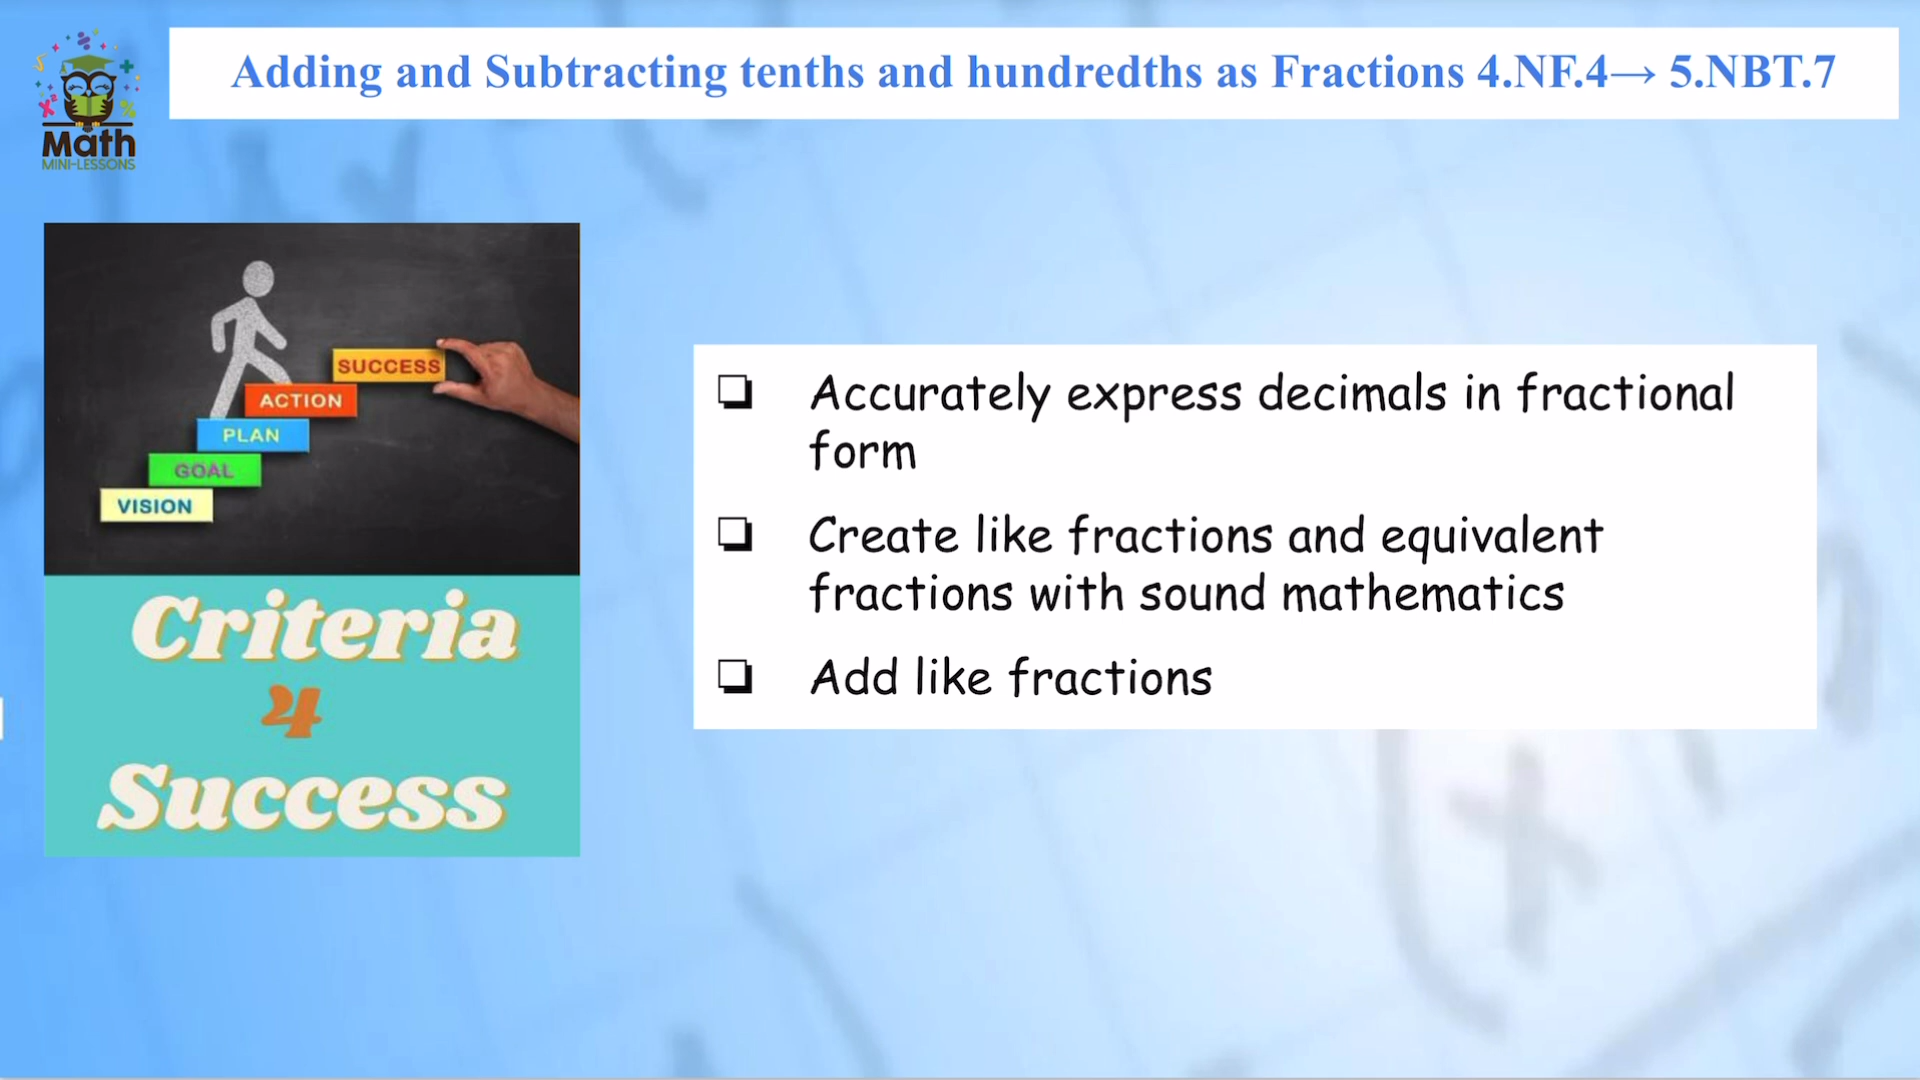 Adding and Subtracting tenths and hundredths as Fractions 4.NF.4→ 5.NBT.7
Math
MINI-LESSONS
SUCCESS
ACTION
PLAN
GOAL
VISION
Criteria
4
Success
❏ Accurately express decimals in fractional
form
❏ Create like fractions and equivalent
fractions with sound mathematics
❏ Add like fractions